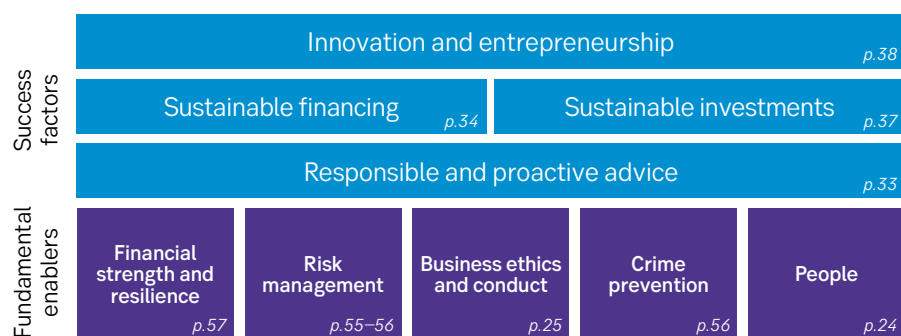 Success
factors
Innovation and entrepreneurship
p.38
Sustainable financing
p.34
Sustainable investments
p.37
Responsible and proactive advice
p.33
Fundamental
enablers
Financial
strength and
resilience
p.57
Risk
management
p.55–56
Business ethics
and conduct
p.25
Crime
prevention
p.56
People
p.24